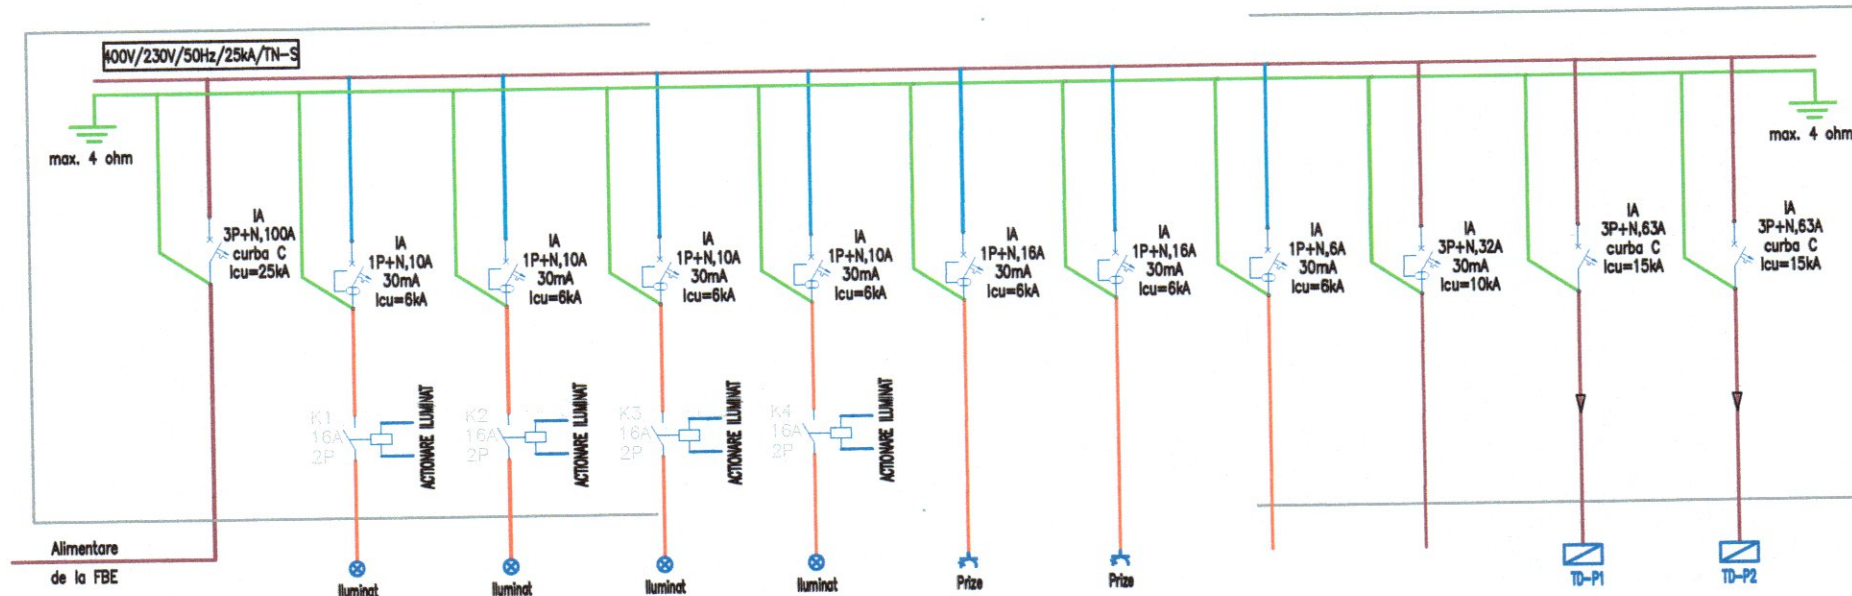 400V/230V/50Hz/25kA/TN-S
max. 4 ohm
max. 4 ohm
IA
3P+N,100A
curba C
Icu=25kA
IA
1P+N,10A
30mA
Icu=6kA
IA
1P+N,10A
30mA
Icu=6kA
IA
1P+N,10A
30mA
Icu=6kA
IA
1P+N,10A
30mA
Icu=6kA
IA
1P+N,16A
30mA
Icu=6kA
IA
1P+N,16A
30mA
Icu=6kA
IA
1P+N,6A
30mA
Icu=6kA
IA
3P+N,32A
30mA
Icu=10kA
IA
3P+N,63A
curba C
Icu=15kA
IA
3P+N,63A
curba C
Icu=15kA
K1
16A
2P
ACTIONARE ILUMINAT
K2
16A
2P
ACTIONARE ILUMINAT
K3
16A
2P
ACTIONARE ILUMINAT
K4
16A
2P
ACTIONARE ILUMINAT
Alimentare
de la FBE
Iluminat
Iluminat
Iluminat
Iluminat
Prize
Prize
TD-P1
TD-P2